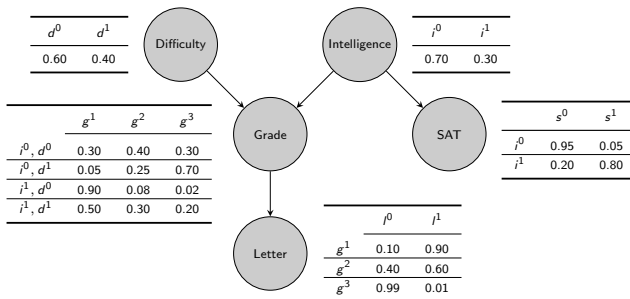 d⁰ d¹
0.60 0.40
Difficulty
Intelligence
i⁰ i¹
0.70 0.30
g¹ g² g³
i⁰, d⁰ 0.30 0.40 0.30
i⁰, d¹ 0.05 0.25 0.70
i¹, d⁰ 0.90 0.08 0.02
i¹, d¹ 0.50 0.30 0.20
Grade
SAT
s⁰ s¹
i⁰ 0.95 0.05
i¹ 0.20 0.80
Letter
l⁰ l¹
g¹ 0.10 0.90
g² 0.40 0.60
g³ 0.99 0.01